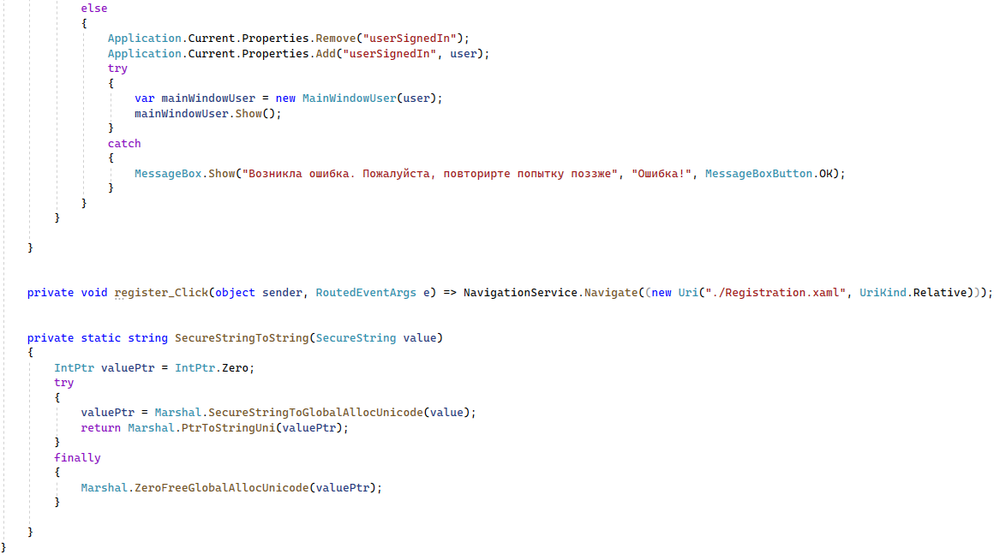 else
{
Application.Current.Properties.Remove("userSignedIn");
Application.Current.Properties.Add("userSignedIn", user);
try
{
var mainWindowUser = new MainWindowUser(user);
mainWindowUser.Show();
}
catch
{
MessageBox.Show("Возникла ошибка. Пожалуйста, повторирте попытку поззже", "Ошибка!", MessageBoxButton.OK);
}
}
}
}
private void register_Click(object sender, RoutedEventArgs e) => NavigationService.Navigate((new Uri("./Registration.xaml", UriKind.Relative)));
private static string SecureStringToString(SecureString value)
{
IntPtr valuePtr = IntPtr.Zero;
try
{
valuePtr = Marshal.SecureStringToGlobalAllocUnicode(value);
return Marshal.PtrToStringUni(valuePtr);
}
finally
{
Marshal.ZeroFreeGlobalAllocUnicode(valuePtr);
}
}
}